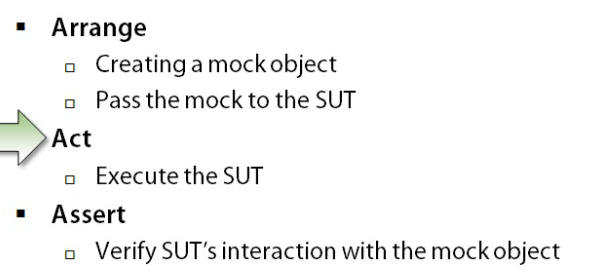 Arrange
Creating a mock object
Pass the mock to the SUT
Act
Execute the SUT
Assert
Verify SUT's interaction with the mock object